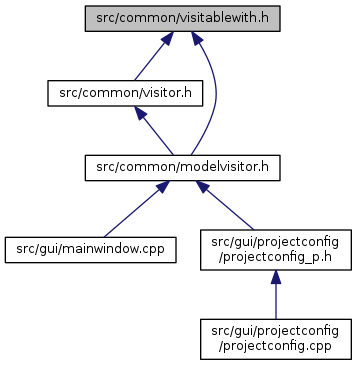 src/common/visitablewith.h
src/common/visitor.h
src/common/modelvisitor.h
src/gui/mainwindow.cpp
src/gui/projectconfig
/projectconfig_p.h
src/gui/projectconfig
/projectconfig.cpp